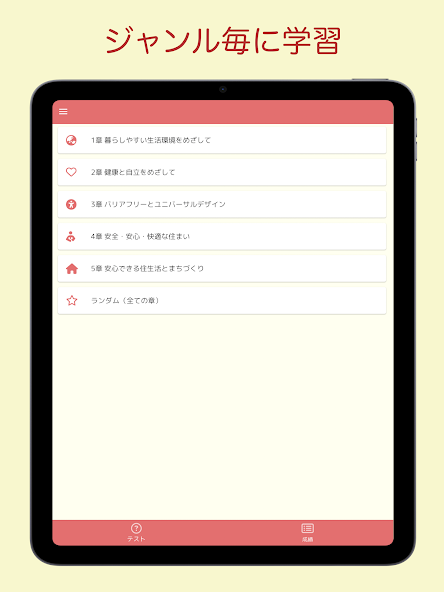 ジャンル毎に学習
1章 暮らしやすい生活環境をめざして
2章 健康と自立をめざして
3章 バリアフリーとユニバーサルデザイン
4章 安全・安心・快適な住まい
5章 安心できる住生活とまちづくり
ランダム（全ての章）
テスト
成績